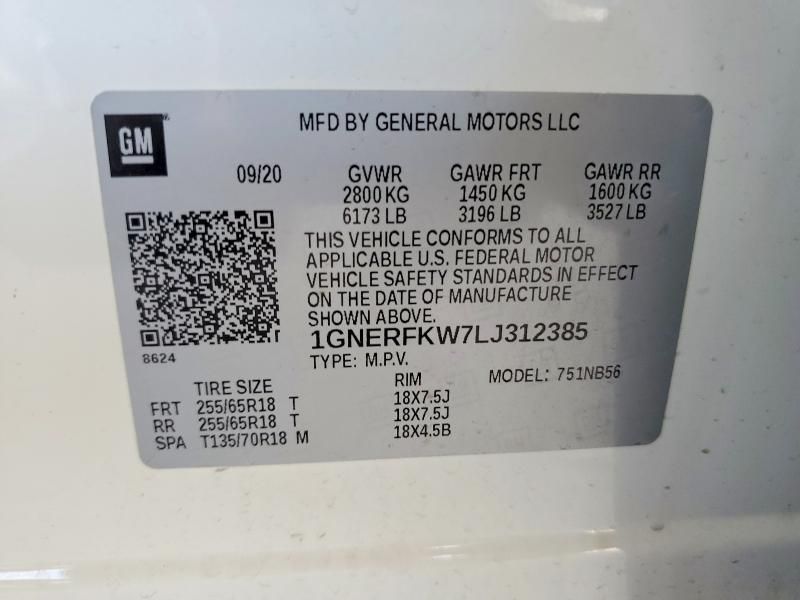 GM
MFD BY GENERAL MOTORS LLC
09/20 GVWR GAWR FRT GAWR RR
2800 KG 1450 KG 1600 KG
6173 LB 3196 LB 3527 LB
THIS VEHICLE CONFORMS TO ALL
APPLICABLE U.S. FEDERAL MOTOR
VEHICLE SAFETY STANDARDS IN EFFECT
ON THE DATE OF MANUFACTURE
SHOWN ABOVE.
1GNERFKW7LJ312385
8624
TYPE: M.P.V. MODEL: 751NB56
TIRE SIZE RIM
FRT 255/65R18 T 18X7.5J
RR 255/65R18 T 18X7.5J
SPA T135/70R18 M 18X4.5B